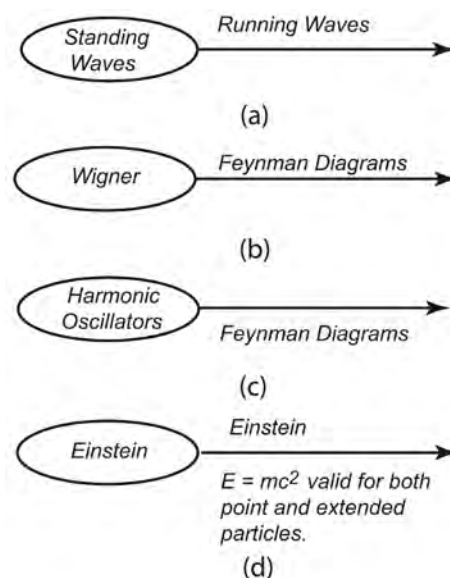 Standing
Waves
Running Waves
(a)
Wigner
Feynman Diagrams
(b)
Harmonic
Oscillators
Feynman Diagrams
(c)
Einstein
Einstein
E = mc² valid for both
point and extended
particles.
(d)